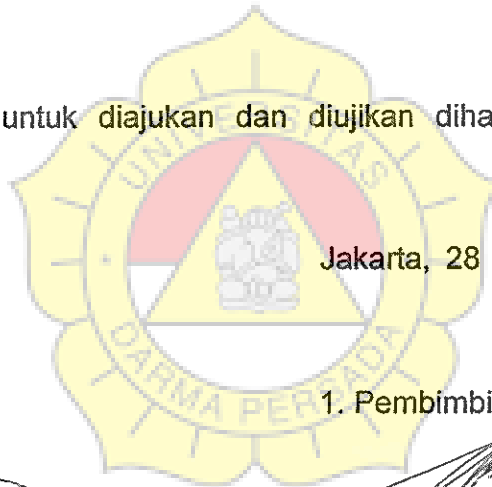 untuk diajukan dan diujikan diha
UNIVERSITAS
Jakarta, 28
DARMA PERSADA
1. Pembimbi